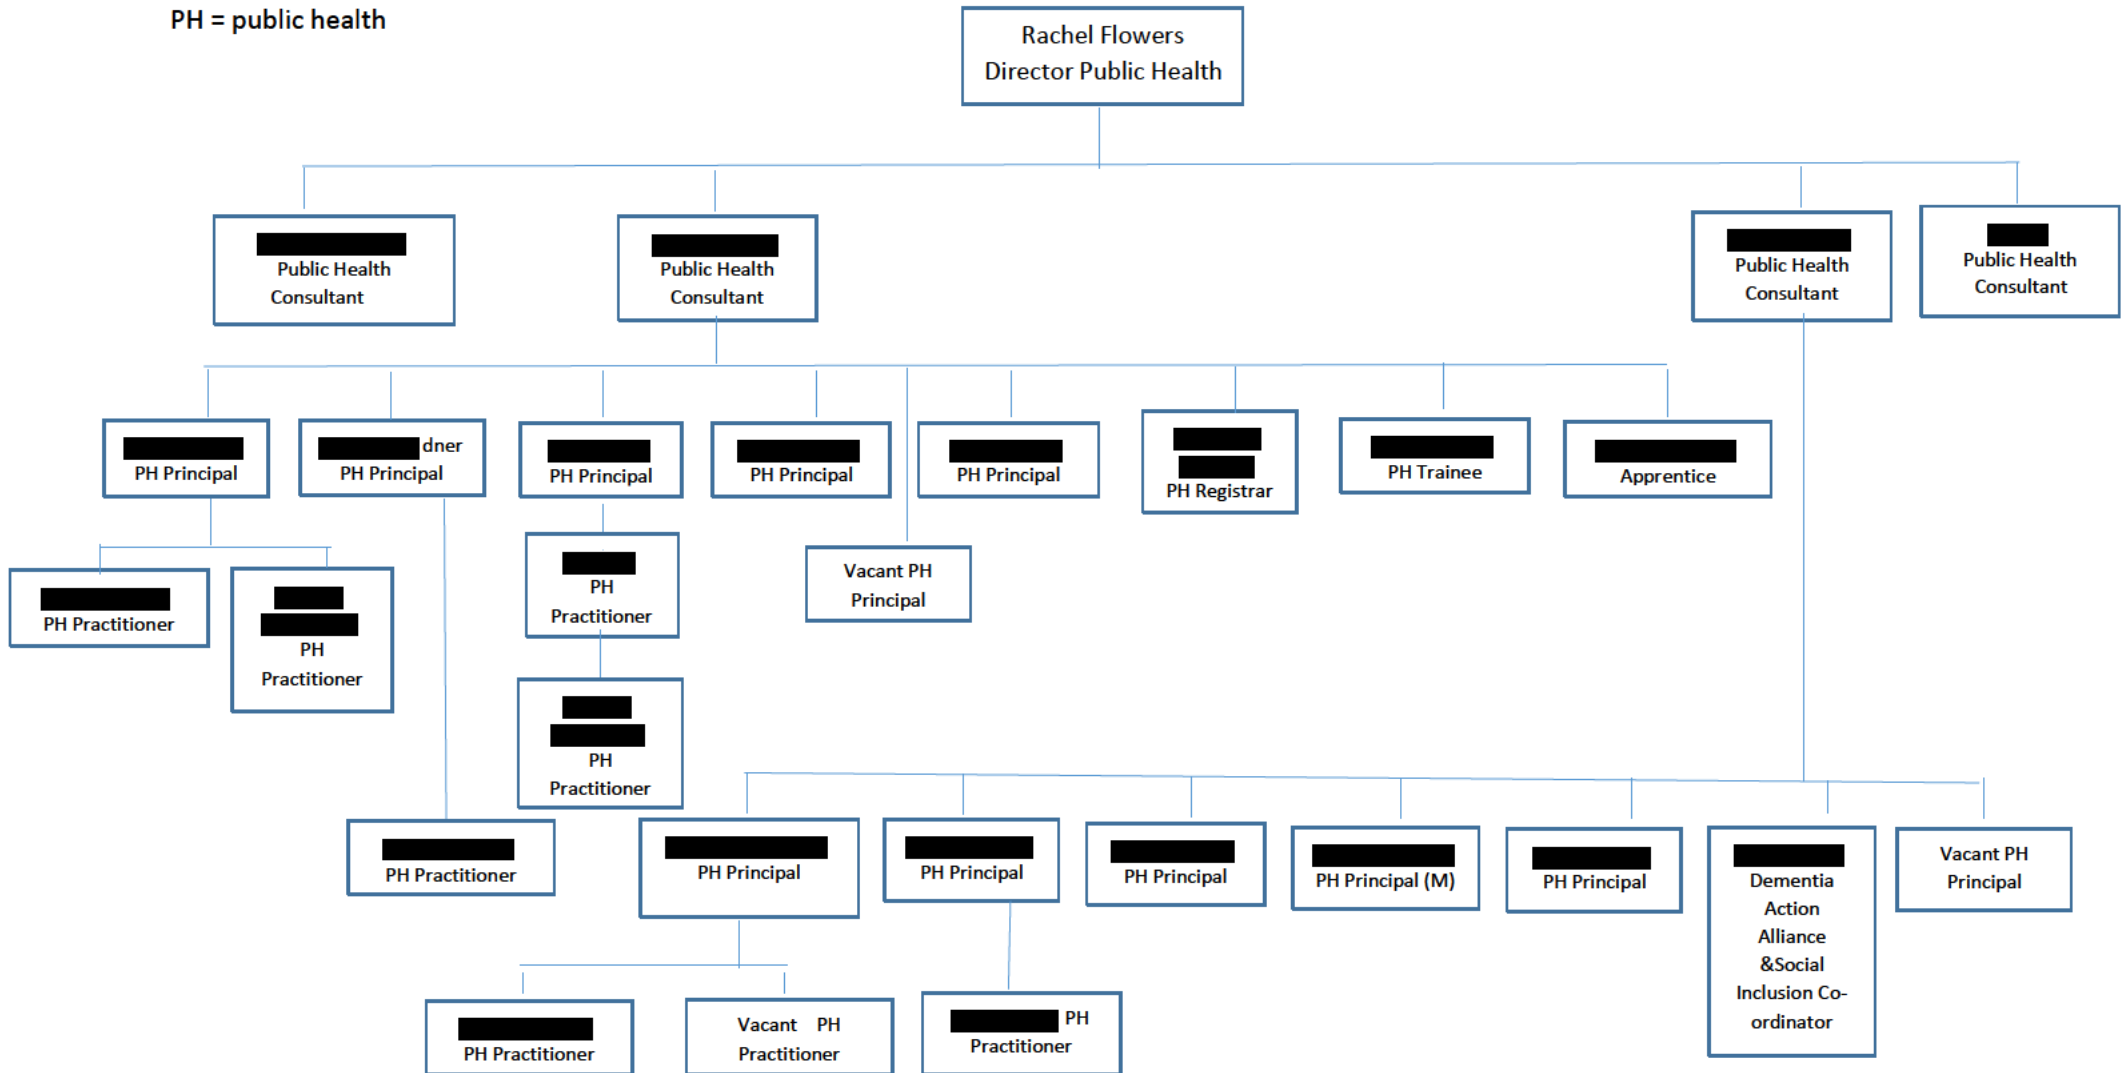 PH = public health
Rachel Flowers
Director Public Health
Public Health
Consultant
Public Health
Consultant
Public Health
Consultant
Public Health
Consultant
PH Principal
dner
PH Principal
PH Principal
PH Principal
PH Principal
PH Registrar
PH Trainee
Apprentice
PH Practitioner
PH
Practitioner
PH
Practitioner
Vacant PH
Principal
PH
Practitioner
PH Practitioner
PH Principal
PH Principal
PH Principal
PH Principal (M)
PH Principal
Dementia
Action
Alliance
&Social
Inclusion Co-
ordinator
Vacant PH
Principal
PH Practitioner
Vacant PH
Practitioner
PH
Practitioner